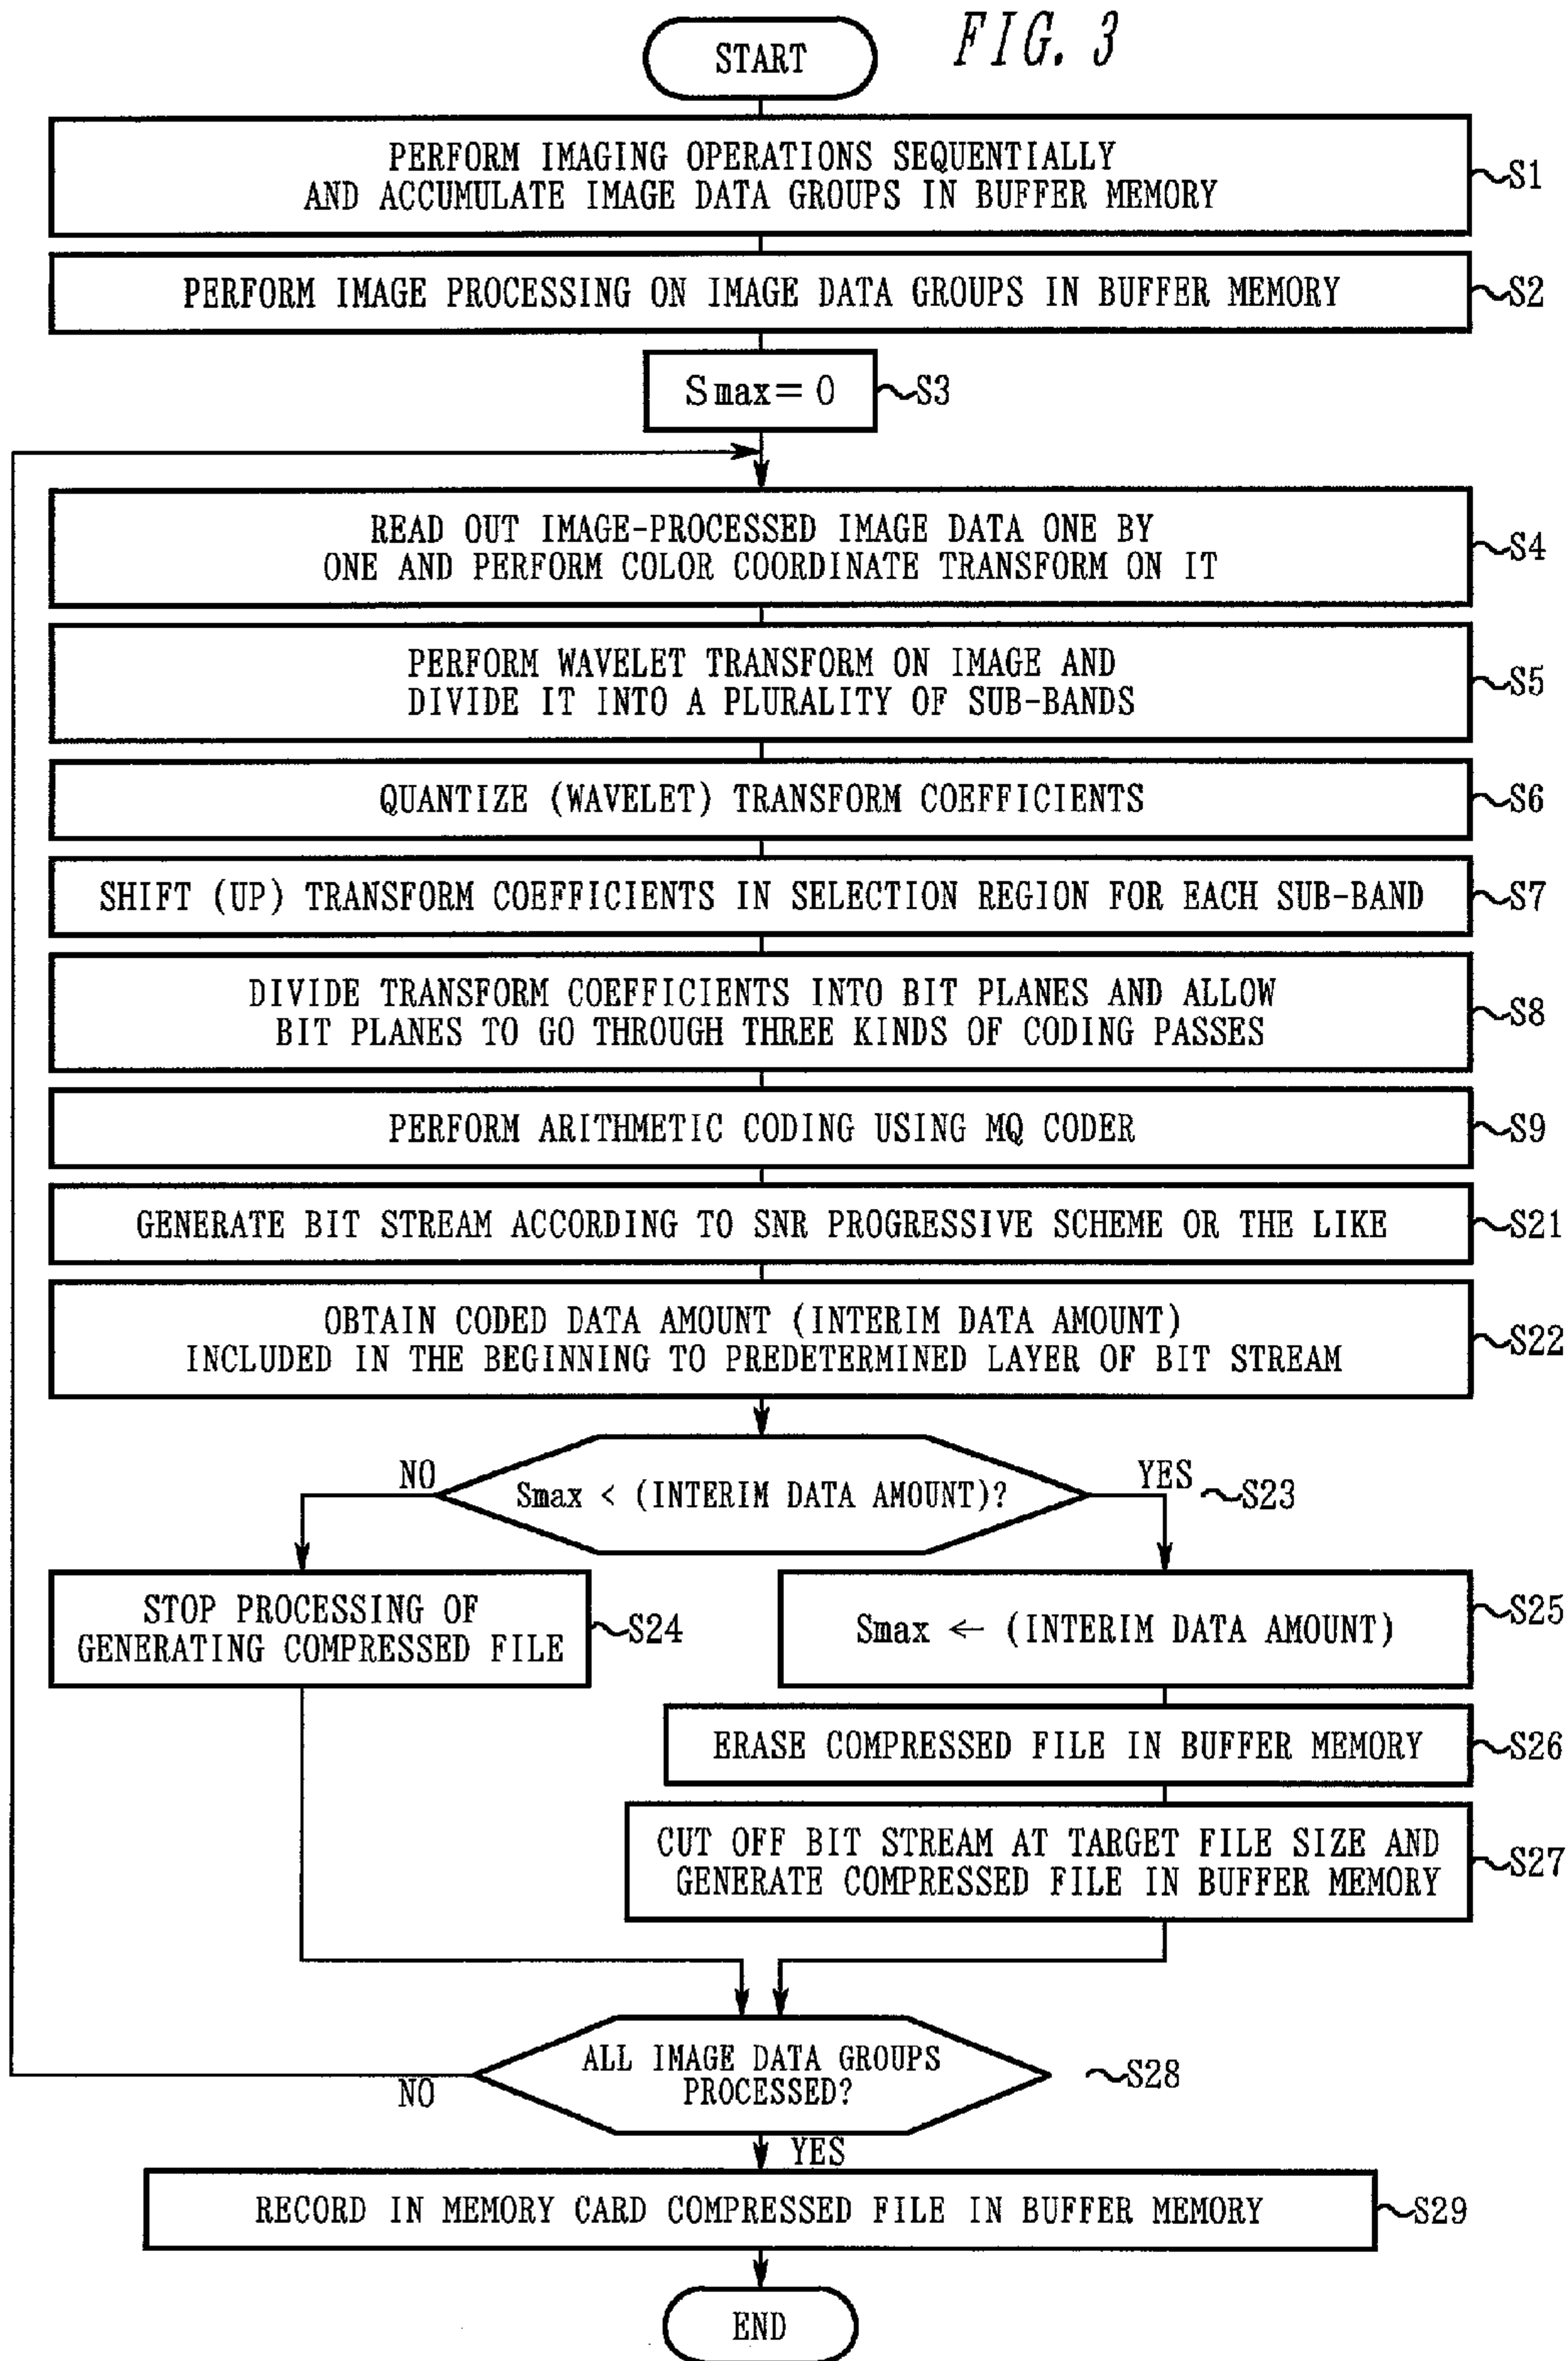 FIG. 3
START
PERFORM IMAGING OPERATIONS SEQUENTIALLY
AND ACCUMULATE IMAGE DATA GROUPS IN BUFFER MEMORY
S1
PERFORM IMAGE PROCESSING ON IMAGE DATA GROUPS IN BUFFER MEMORY
S2
Smax=0
S3
READ OUT IMAGE-PROCESSED IMAGE DATA ONE BY
ONE AND PERFORM COLOR COORDINATE TRANSFORM ON IT
S4
PERFORM WAVELET TRANSFORM ON IMAGE AND
DIVIDE IT INTO A PLURALITY OF SUB-BANDS
S5
QUANTIZE (WAVELET) TRANSFORM COEFFICIENTS
S6
SHIFT (UP) TRANSFORM COEFFICIENTS IN SELECTION REGION FOR EACH SUB-BAND
S7
DIVIDE TRANSFORM COEFFICIENTS INTO BIT PLANES AND ALLOW
BIT PLANES TO GO THROUGH THREE KINDS OF CODING PASSES
S8
PERFORM ARITHMETIC CODING USING MQ CODER
S9
GENERATE BIT STREAM ACCORDING TO SNR PROGRESSIVE SCHEME OR THE LIKE
S21
OBTAIN CODED DATA AMOUNT (INTERIM DATA AMOUNT)
INCLUDED IN THE BEGINNING TO PREDETERMINED LAYER OF BIT STREAM
S22
NO
Smax < (INTERIM DATA AMOUNT)?
YES
S23
STOP PROCESSING OF
GENERATING COMPRESSED FILE
S24
Smax ← (INTERIM DATA AMOUNT)
S25
ERASE COMPRESSED FILE IN BUFFER MEMORY
S26
CUT OFF BIT STREAM AT TARGET FILE SIZE AND
GENERATE COMPRESSED FILE IN BUFFER MEMORY
S27
ALL IMAGE DATA GROUPS
PROCESSED?
S28
NO
YES
RECORD IN MEMORY CARD COMPRESSED FILE IN BUFFER MEMORY
S29
END